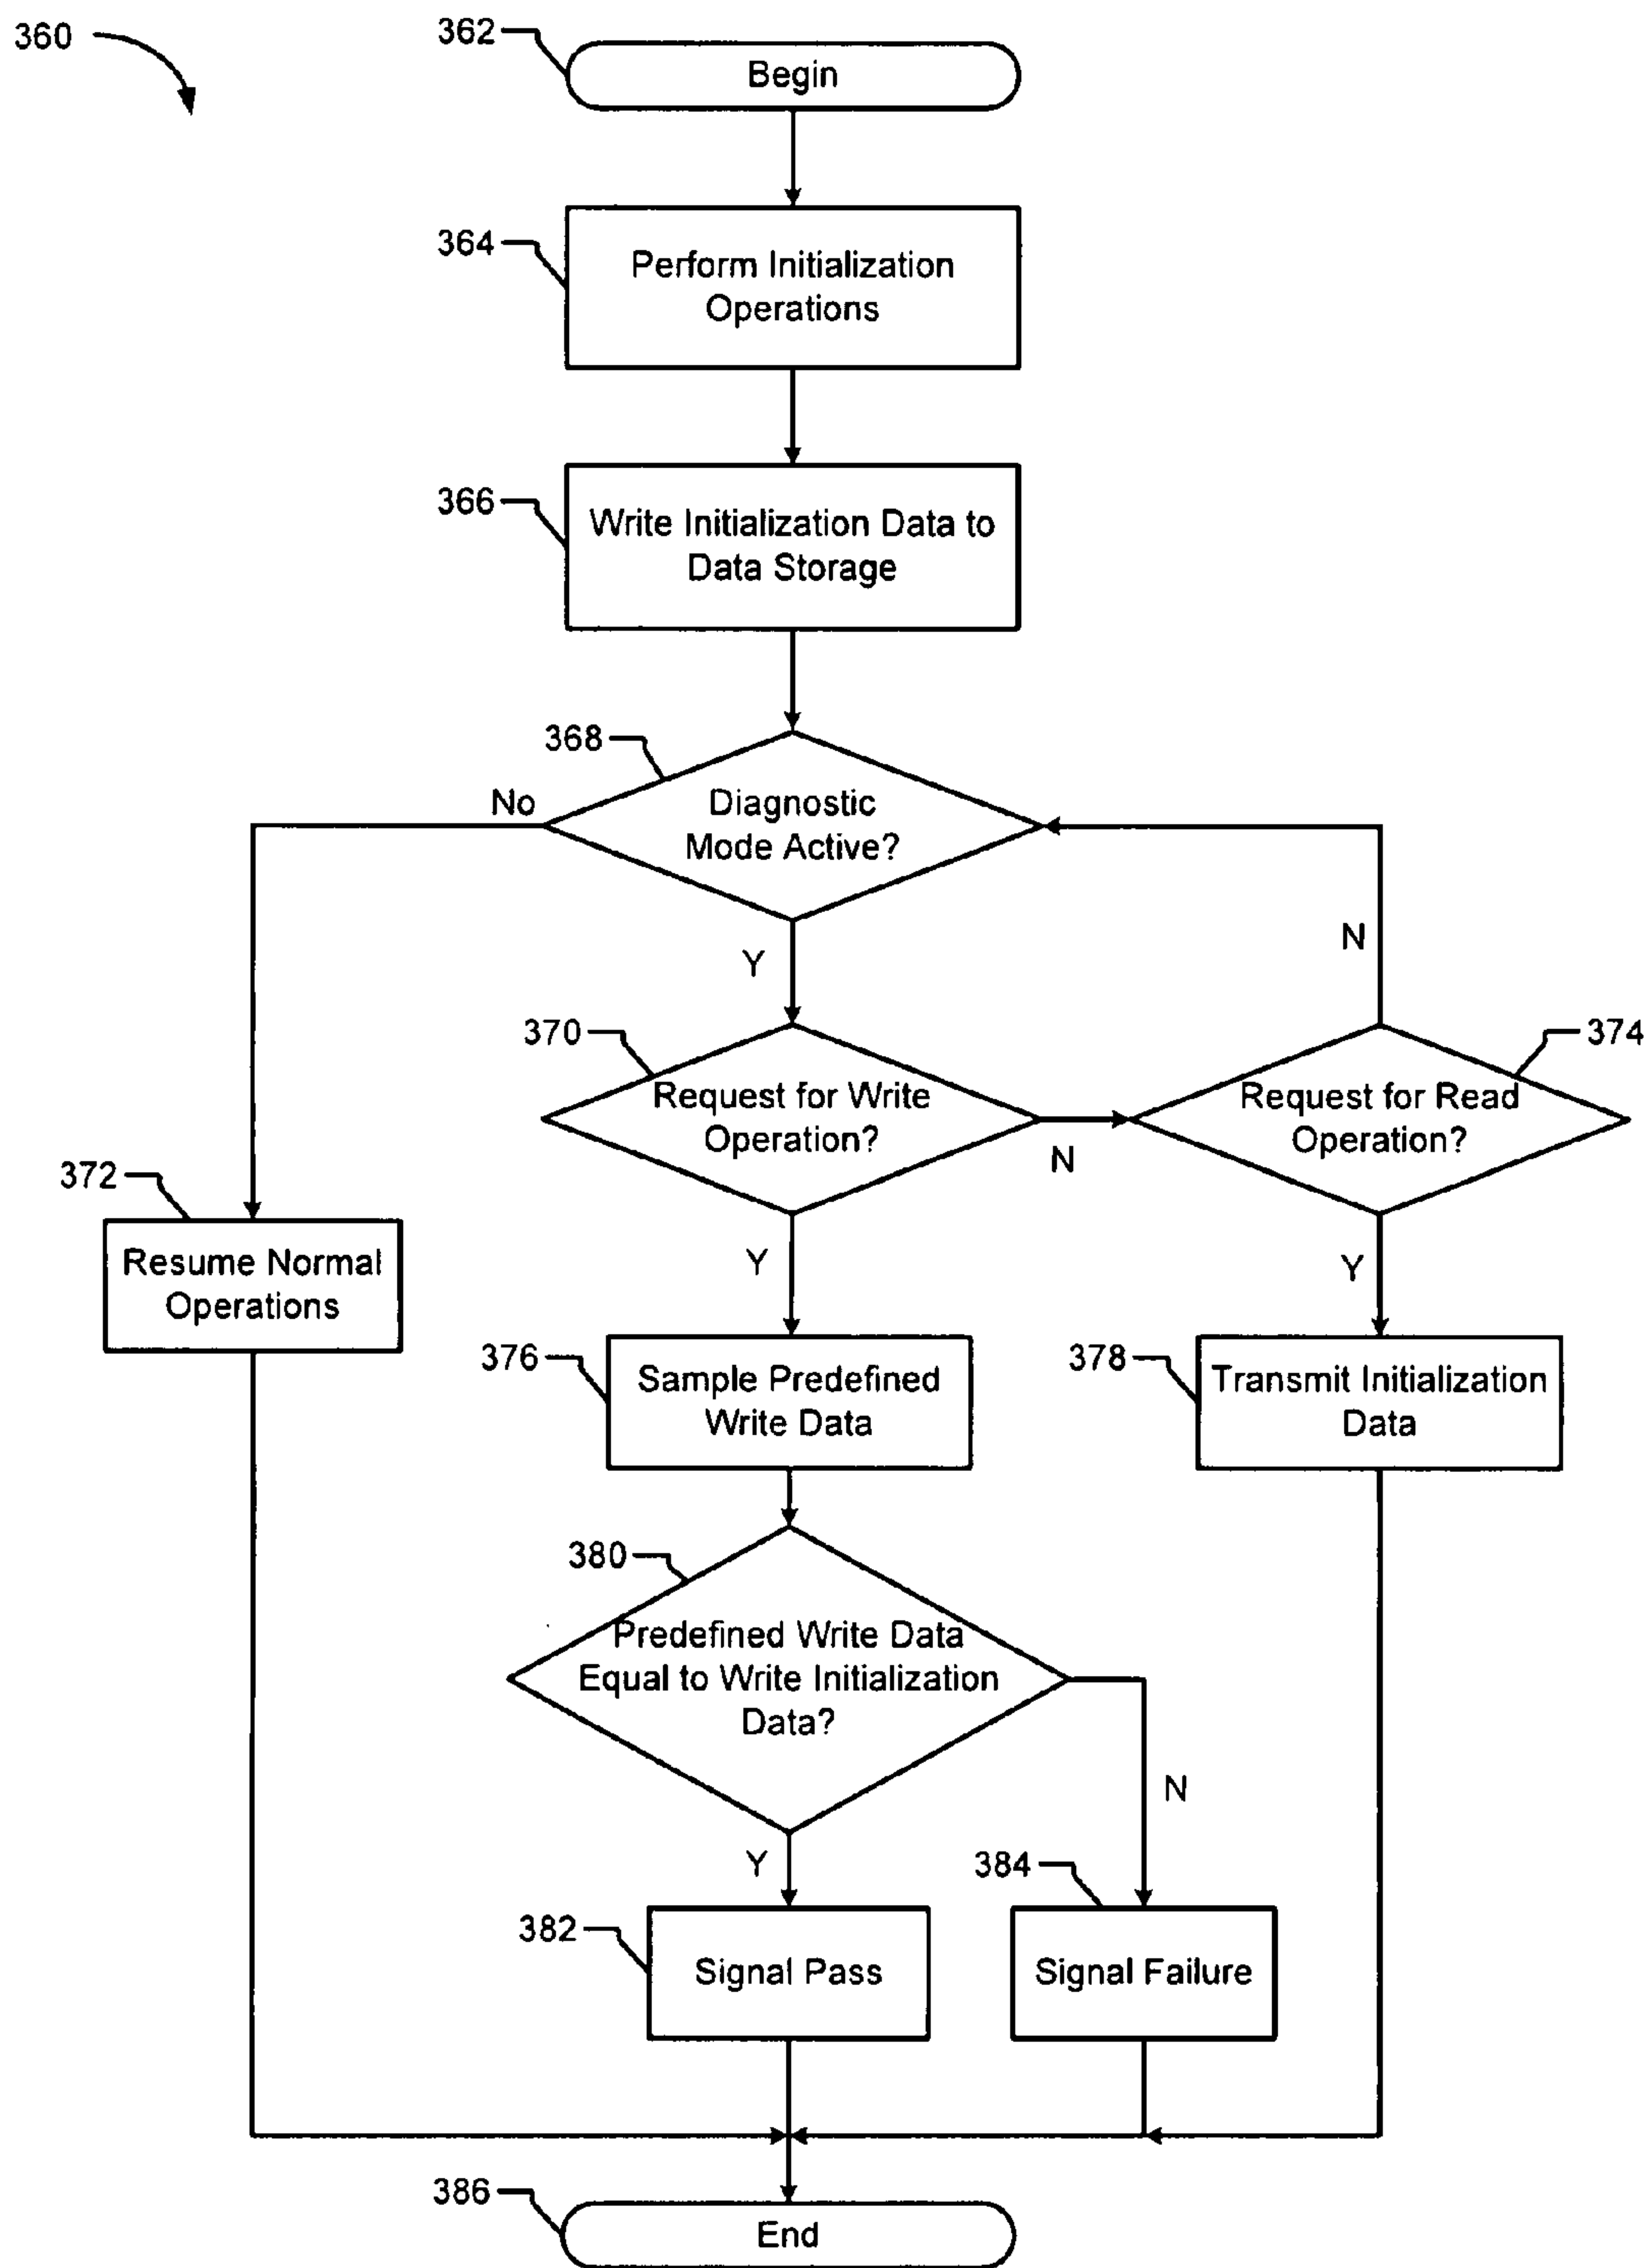 360
362
Begin
364
Perform Initialization
Operations
366
Write Initialization Data to
Data Storage
368
No
Diagnostic
Mode Active?
Y
N
370
374
Request for Write
Operation?
N
Request for Read
Operation?
372
Y
Y
Resume Normal
Operations
376
Sample Predefined
Write Data
378
Transmit Initialization
Data
380
Predefined Write Data
Equal to Write Initialization
Data?
N
Y
384
382
Signal Pass
Signal Failure
386
End